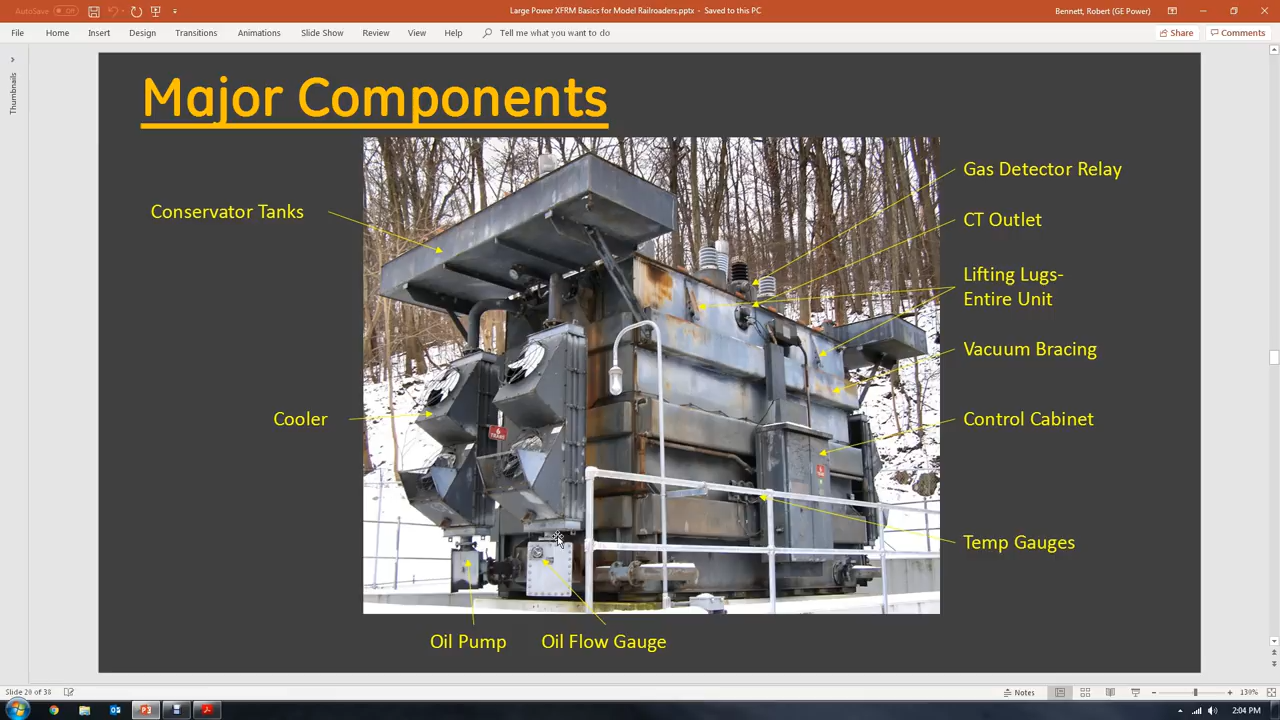 AutoSave Off
Large Power XFRM Basics for Model Railroaders.pptx - Saved to this PC
Bennett, Robert (GE Power)
File Home Insert Design Transitions Animations Slide Show Review View Help Tell me what you want to do
Share Comments
Thumbnails
Major Components
Gas Detector Relay
Conservator Tanks
CT Outlet
Lifting Lugs-
Entire Unit
Vacuum Bracing
Cooler
Control Cabinet
Temp Gauges
Oil Pump
Oil Flow Gauge
Slide 20 of 38
Notes
130%
2:04 PM